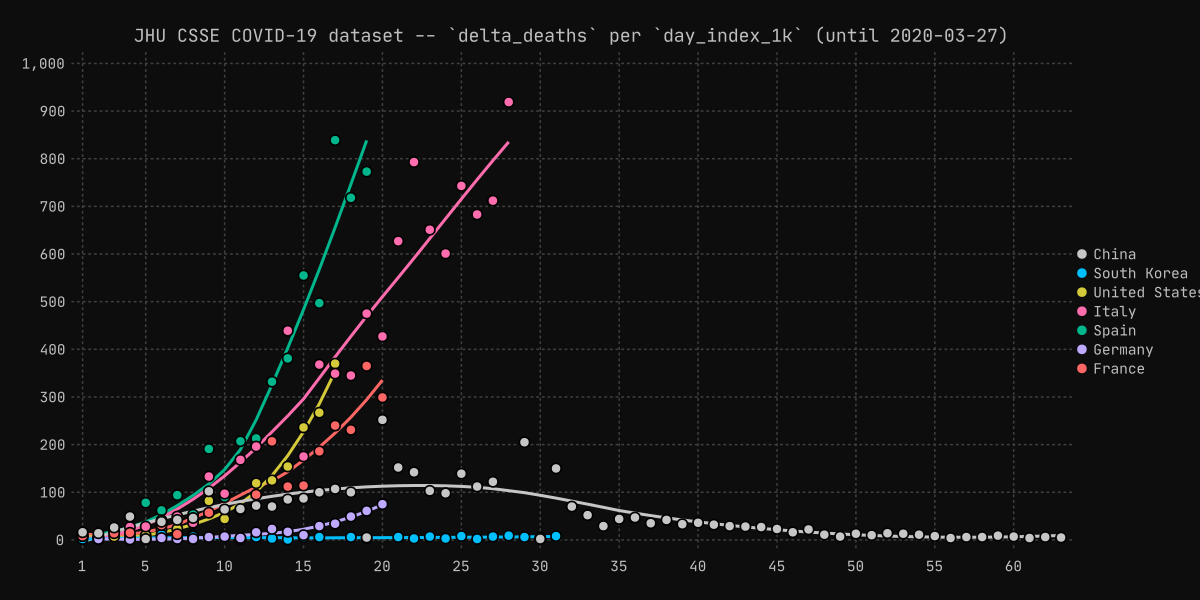 JHU CSSE COVID-19 dataset -- `delta_deaths` per `day_index_1k` (until 2020-03-27)
1,000
900
800
700
600
500
400
300
200
100
0
1 5 10 15 20 25 30 35 40 45 50 55 60
China
South Korea
United States
Italy
Spain
Germany
France